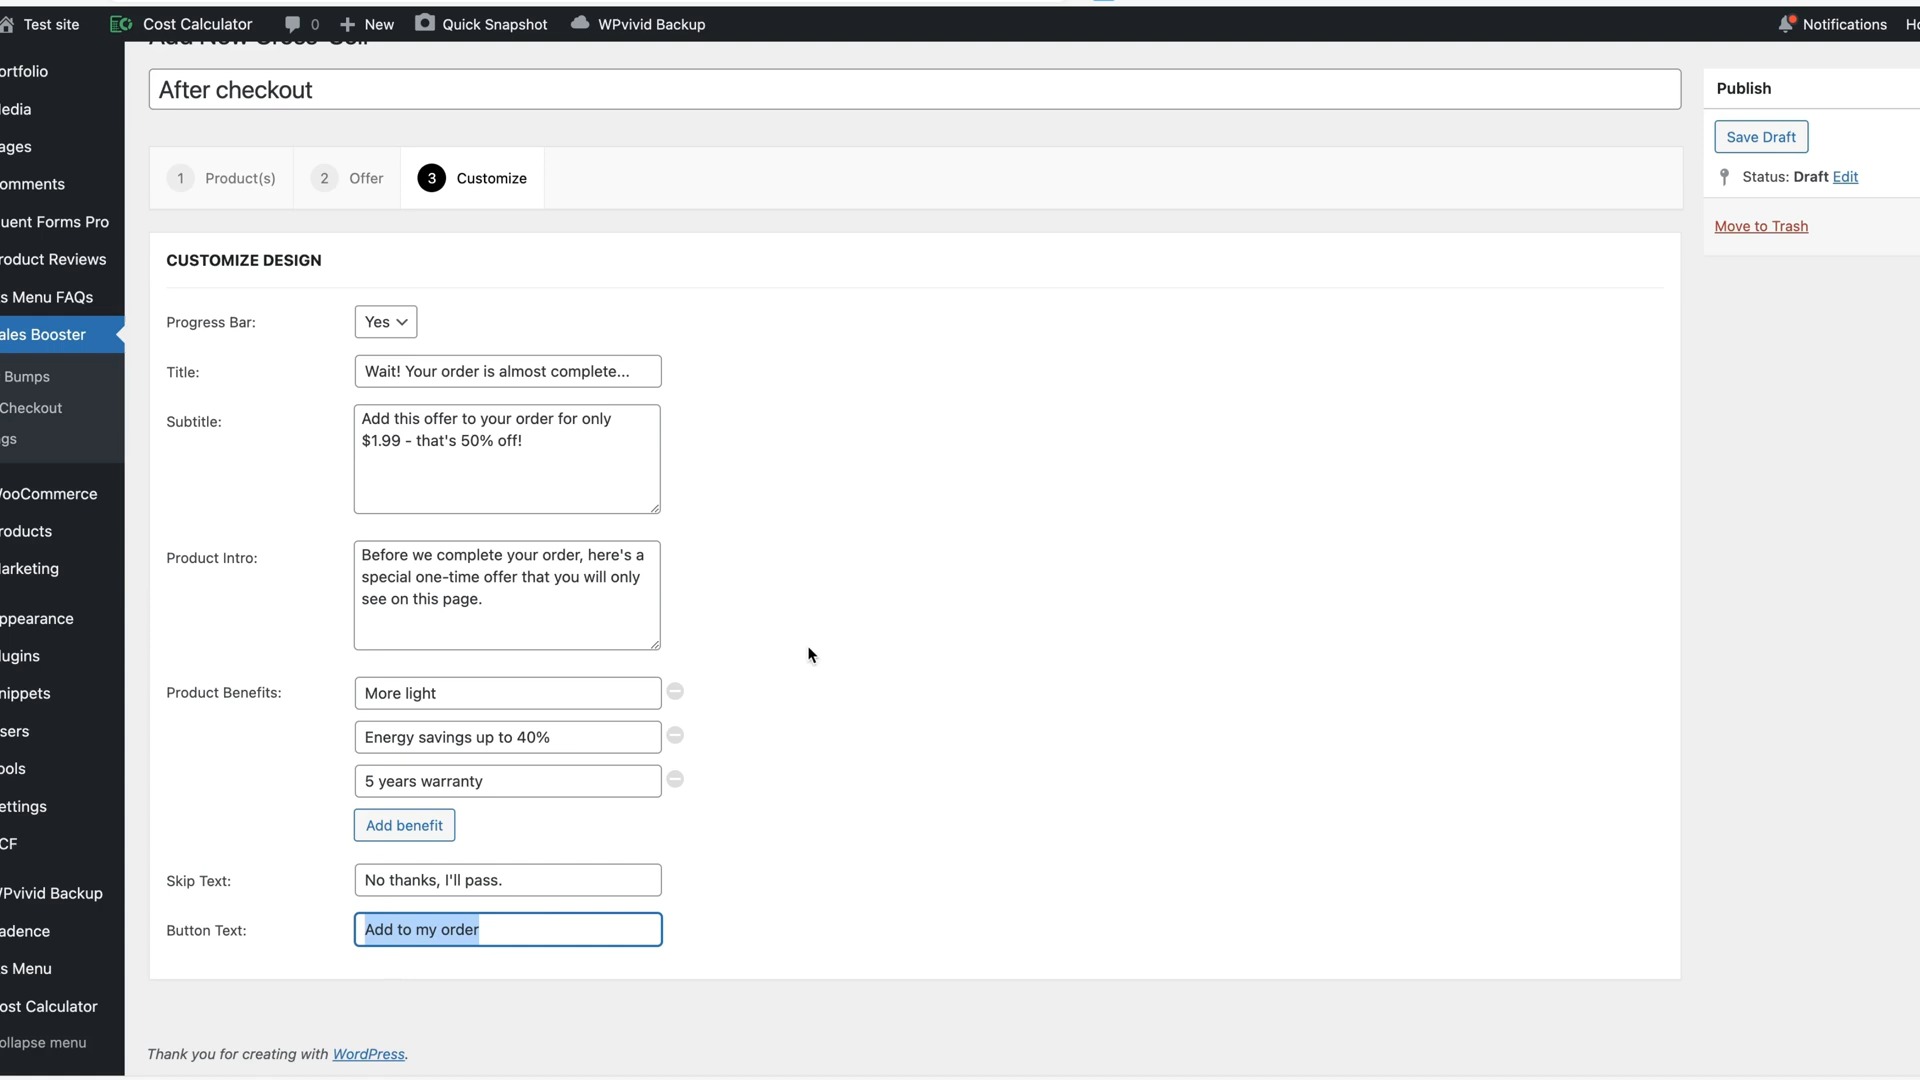 Test site
Cost Calculator
0
New
Quick Snapshot
WPvivid Backup
Notifications
Ho
Add New Cross-Sell
ortfolio
edia
ages
omments
uent Forms Pro
roduct Reviews
s Menu FAQs
ales Booster
Bumps
Checkout
gs
ooCommerce
roducts
arketing
ppearance
lugins
nippets
sers
ools
ettings
CF
Pvivid Backup
adence
s Menu
ost Calculator
ollapse menu
After checkout
1 Product(s)
2 Offer
3 Customize
CUSTOMIZE DESIGN
Progress Bar:
Yes
Title:
Wait! Your order is almost complete...
Subtitle:
Add this offer to your order for only
$1.99 - that's 50% off!
Product Intro:
Before we complete your order, here's a
special one-time offer that you will only
see on this page.
Product Benefits:
More light
Energy savings up to 40%
5 years warranty
Add benefit
Skip Text:
No thanks, I'll pass.
Button Text:
Add to my order
Thank you for creating with WordPress.
Publish
Save Draft
Status: Draft Edit
Move to Trash